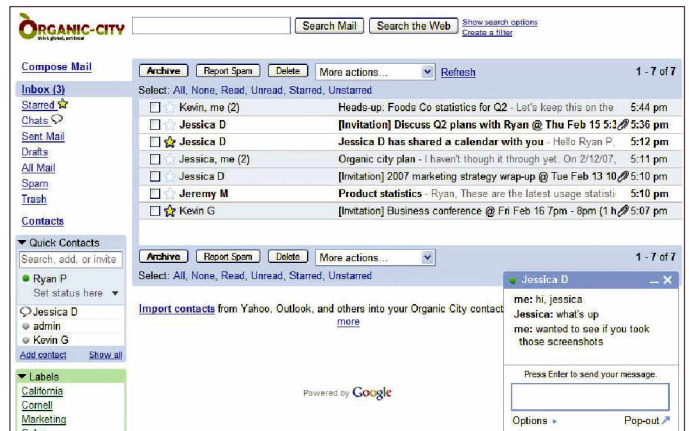 ORGANIC-CITY
think global, act local
Search Mail Search the Web Show search options
Create a filter
Compose Mail
Inbox (3)
Starred
Chats
Sent Mail
Drafts
All Mail
Spam
Trash
Contacts
Quick Contacts
Search, add, or invite
Ryan P
Set status here
Jessica D
admin
Kevin G
Add contact Show all
Labels
California
Cornell
Marketing
Archive Report Spam Delete More actions... Refresh 1 - 7 of 7
Select: All, None, Read, Unread, Starred, Unstarred
Kevin, me (2) Heads-up: Foods Co statistics for Q2 - Let's keep this on the 5:44 pm
Jessica D [Invitation] Discuss Q2 plans with Ryan @ Thu Feb 15 5:3 5:36 pm
Jessica D Jessica D has shared a calendar with you - Hello Ryan P, 5:12 pm
Jessica, me (2) Organic city plan - I haven't though it through yet. On 2/12/07, 5:11 pm
Jessica D [Invitation] 2007 marketing strategy wrap-up @ Tue Feb 13 10 5:10 pm
Jeremy M Product statistics - Ryan, These are the latest usage statisti 5:10 pm
Kevin G [Invitation] Business conference @ Fri Feb 16 7pm - 8pm (1 h 5:07 pm
Archive Report Spam Delete More actions... 1 - 7 of 7
Select: All, None, Read, Unread, Starred, Unstarred
Import contacts from Yahoo, Outlook, and others into your Organic City contact
more
Powered by Google
Jessica D
me: hi, jessica
Jessica: what's up
me: wanted to see if you took
those screenshots
Press Enter to send your message.
Options Pop-out